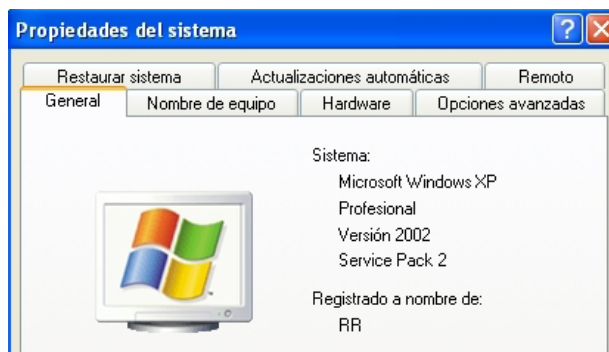 Propiedades del sistema
Restaurar sistema Actualizaciones automáticas Remoto
General Nombre de equipo Hardware Opciones avanzadas
Sistema:
Microsoft Windows XP
Profesional
Versión 2002
Service Pack 2
Registrado a nombre de:
RR